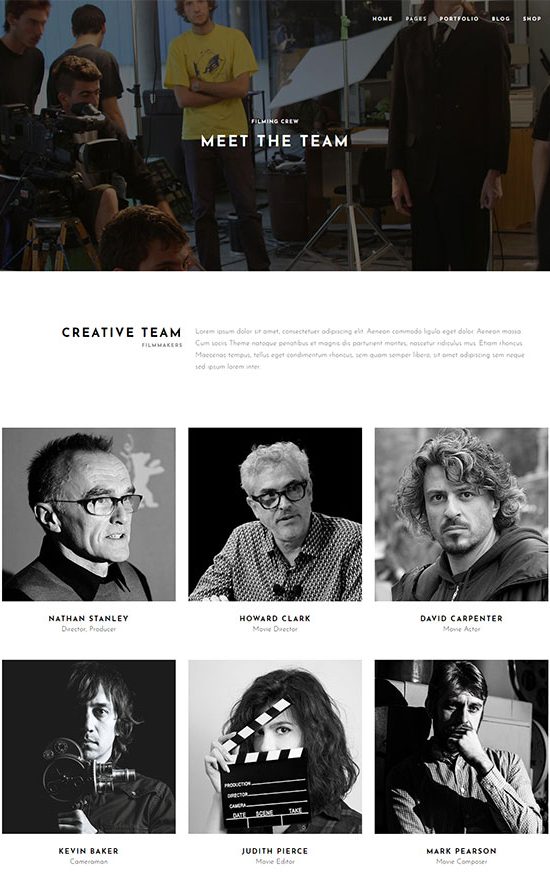 HOME PAGES PORTFOLIO BLOG SHOP
FILMING CREW
MEET THE TEAM
CREATIVE TEAM
FILMMAKERS
Lorem ipsum dolor sit amet, consectetuer adipiscing elit. Aenean commodo ligula eget dolor. Aenean massa.
Cum sociis Theme natoque penatibus et magnis dis parturient montes, nascetur ridiculus mus. Etiam rhoncus.
Maecenas tempus, tellus eget condimentum rhoncus, sem quam semper libero, sit amet adipiscing sem neque
sed ipsum lorem inter.
NATHAN STANLEY
Director, Producer
HOWARD CLARK
Movie Director
DAVID CARPENTER
Movie Actor
PRODUCTION
DIRECTOR
CAMERA
DATE SCENE TAKE
KEVIN BAKER
Cameraman
JUDITH PIERCE
Movie Editor
MARK PEARSON
Movie Composer